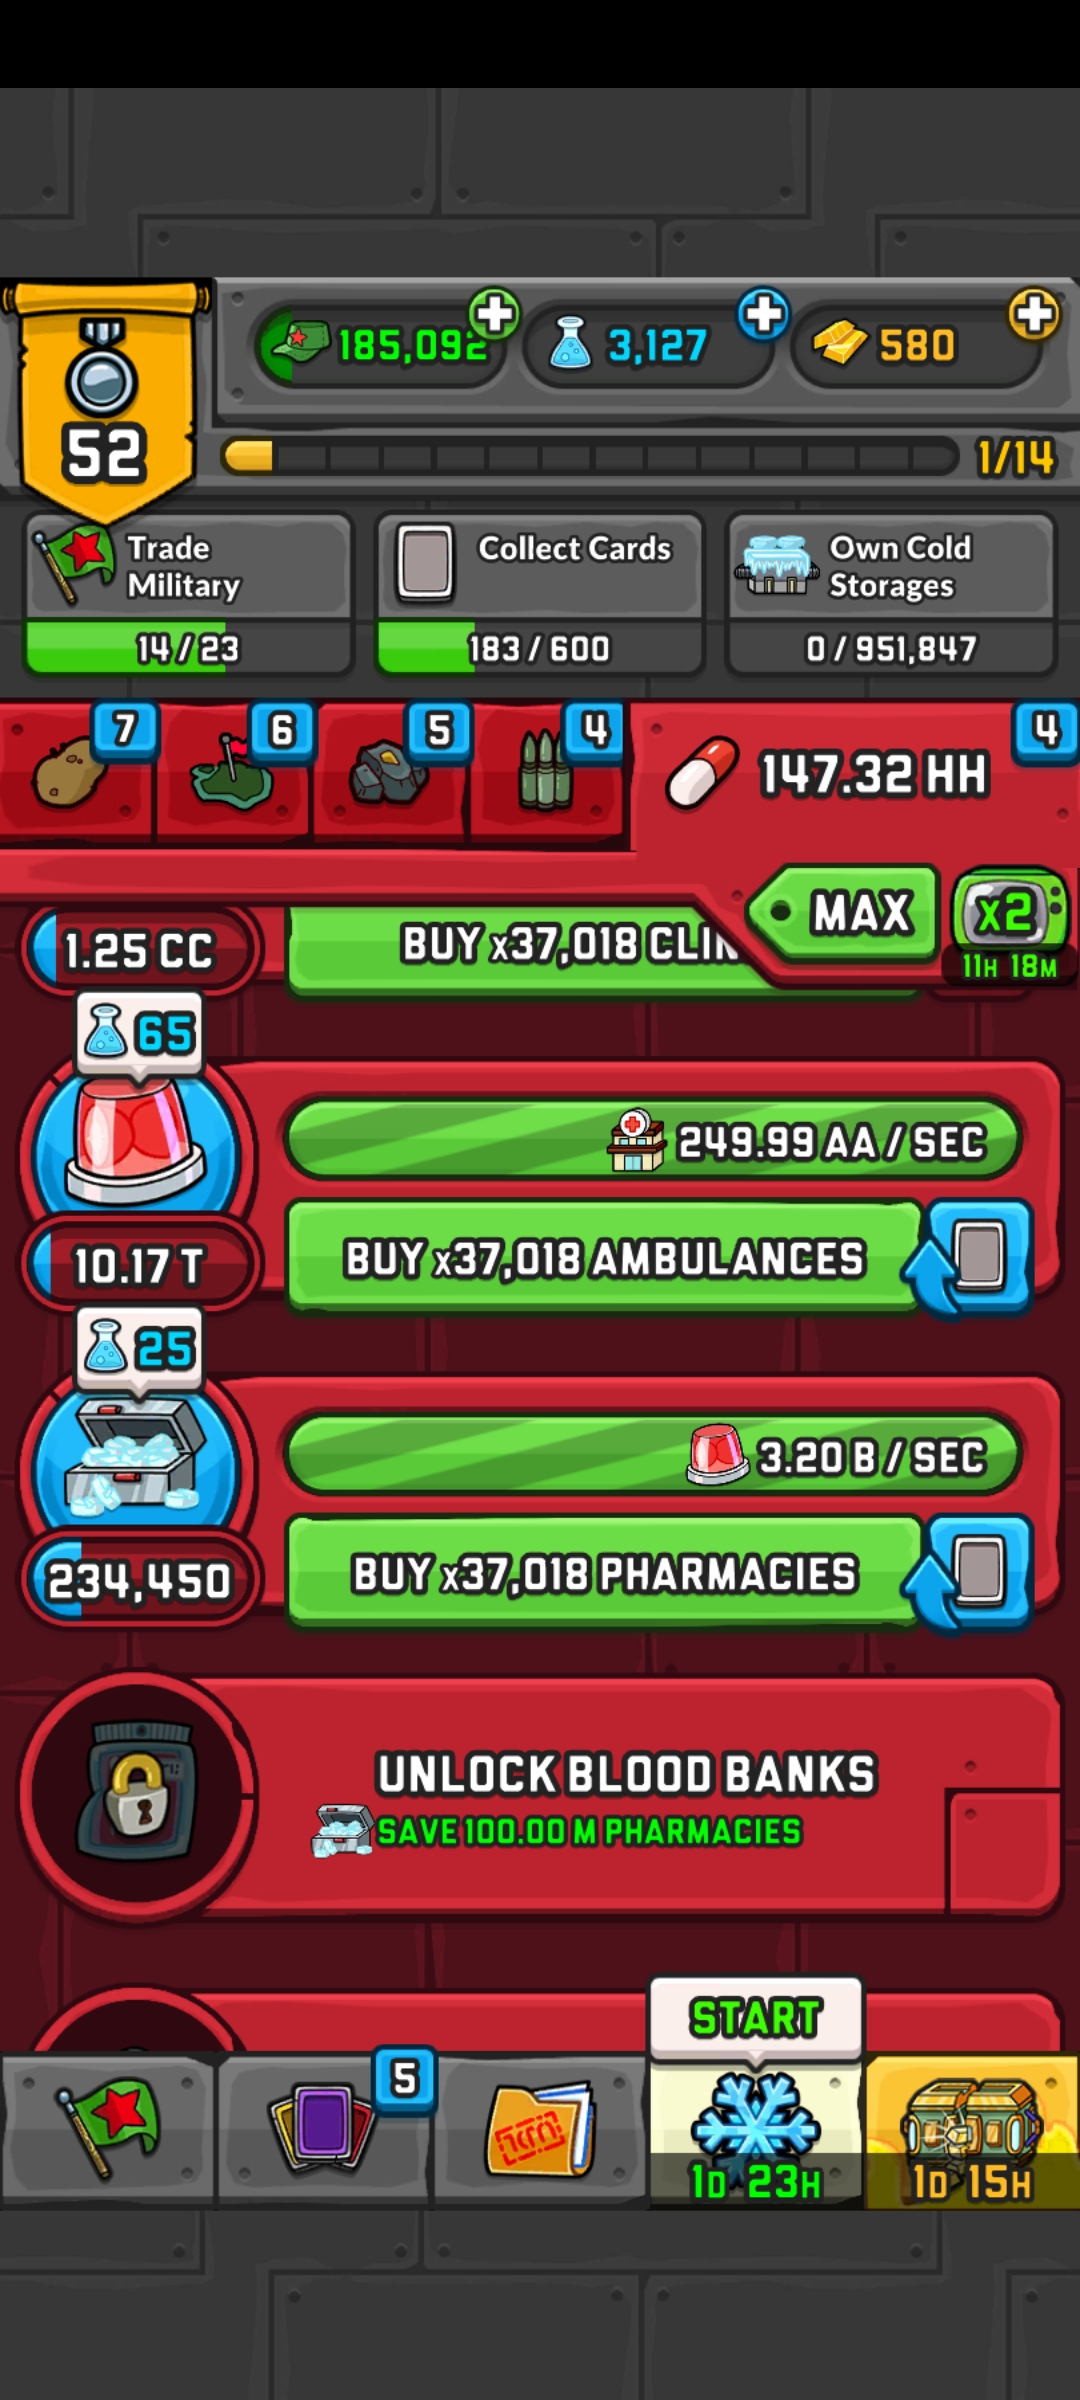 52
185,092
3,127
580
1/14
Trade
Military
14/23
Collect Cards
183/600
Own Cold
Storages
0/951,847
7
6
5
4
147.32 HH
4
MAX
x2
11H 18M
1.25 CC
BUY x37,018 CLIN
65
249.99 AA/SEC
10.17 T
BUY x37,018 AMBULANCES
25
3.20 B/SEC
234,450
BUY x37,018 PHARMACIES
UNLOCK BLOOD BANKS
SAVE 100.00 M PHARMACIES
START
5
1D 23H
1D 15H